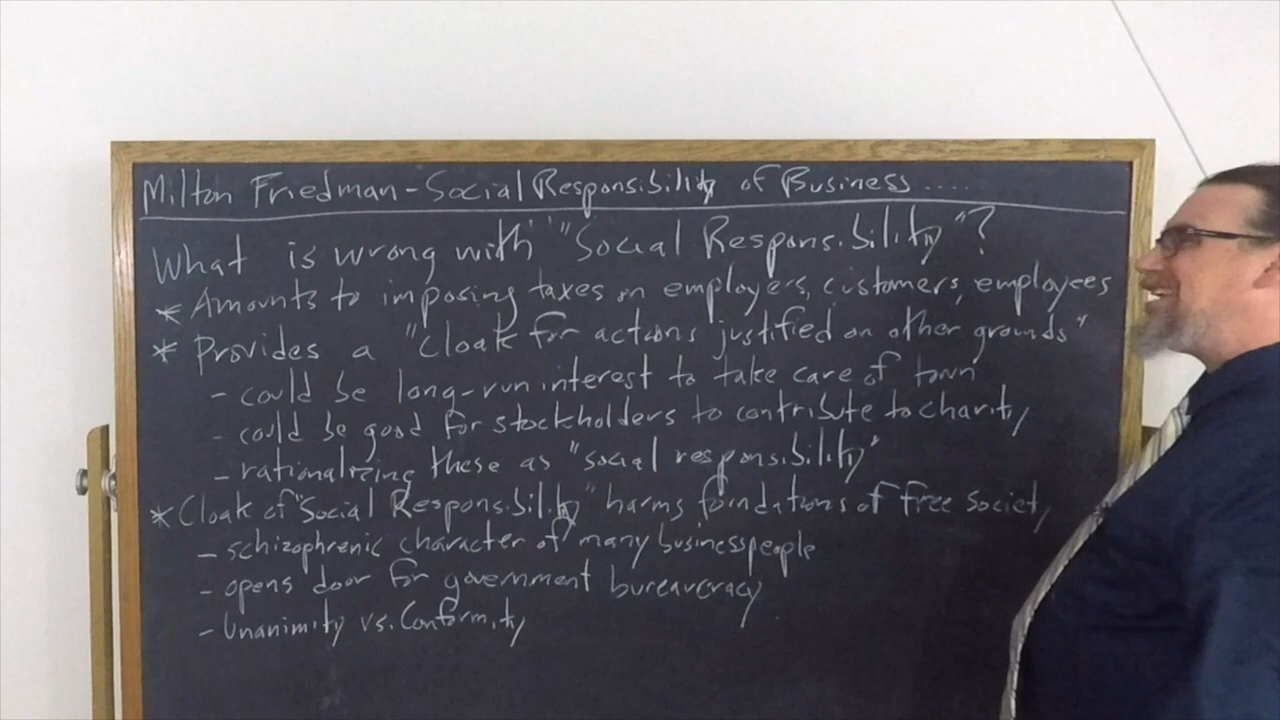 Milton Friedman - Social Responsibility of Business .....
What is wrong with "Social Responsibility"?
* Amounts to imposing taxes on employers, customers, employees
* Provides a "cloak for actions justified on other grounds"
- could be long-run interest to take care of town
- could be good for stockholders to contribute to charity
- rationalizing these as "social responsibility"
* Cloak of "Social Responsibility" harms foundations of free society
- schizophrenic character of many businesspeople
- opens door for government bureaucracy
- Unanimity vs. Conformity